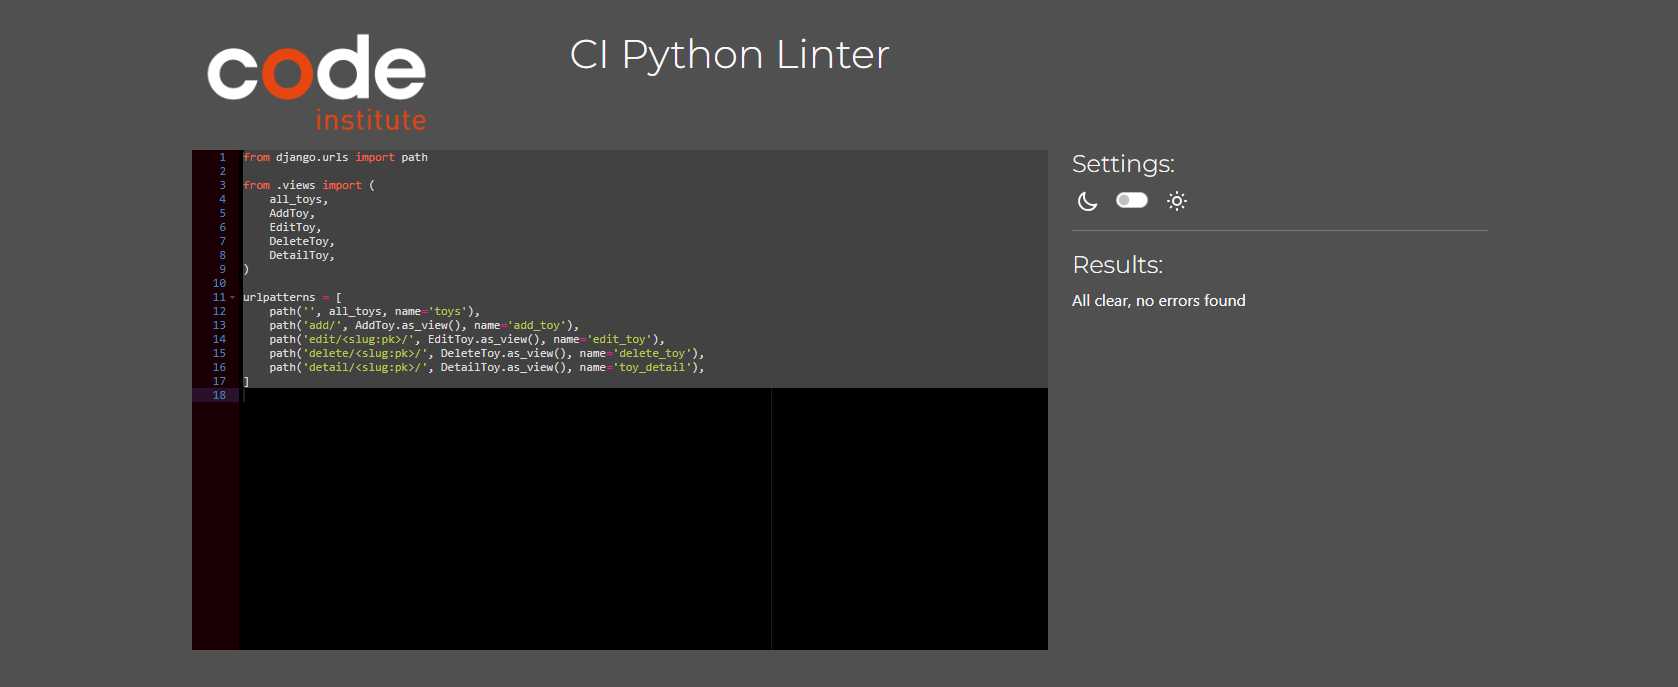 code
institute
CI Python Linter
1 from django.urls import path
2
3 from .views import (
4     all_toys,
5     AddToy,
6     EditToy,
7     DeleteToy,
8     DetailToy,
9 )
10
11 urlpatterns = [
12     path('', all_toys, name='toys'),
13     path('add/', AddToy.as_view(), name='add_toy'),
14     path('edit/<slug:pk>/', EditToy.as_view(), name='edit_toy'),
15     path('delete/<slug:pk>/', DeleteToy.as_view(), name='delete_toy'),
16     path('detail/<slug:pk>/', DetailToy.as_view(), name='toy_detail'),
17 ]
18
Settings:
Results:
All clear, no errors found